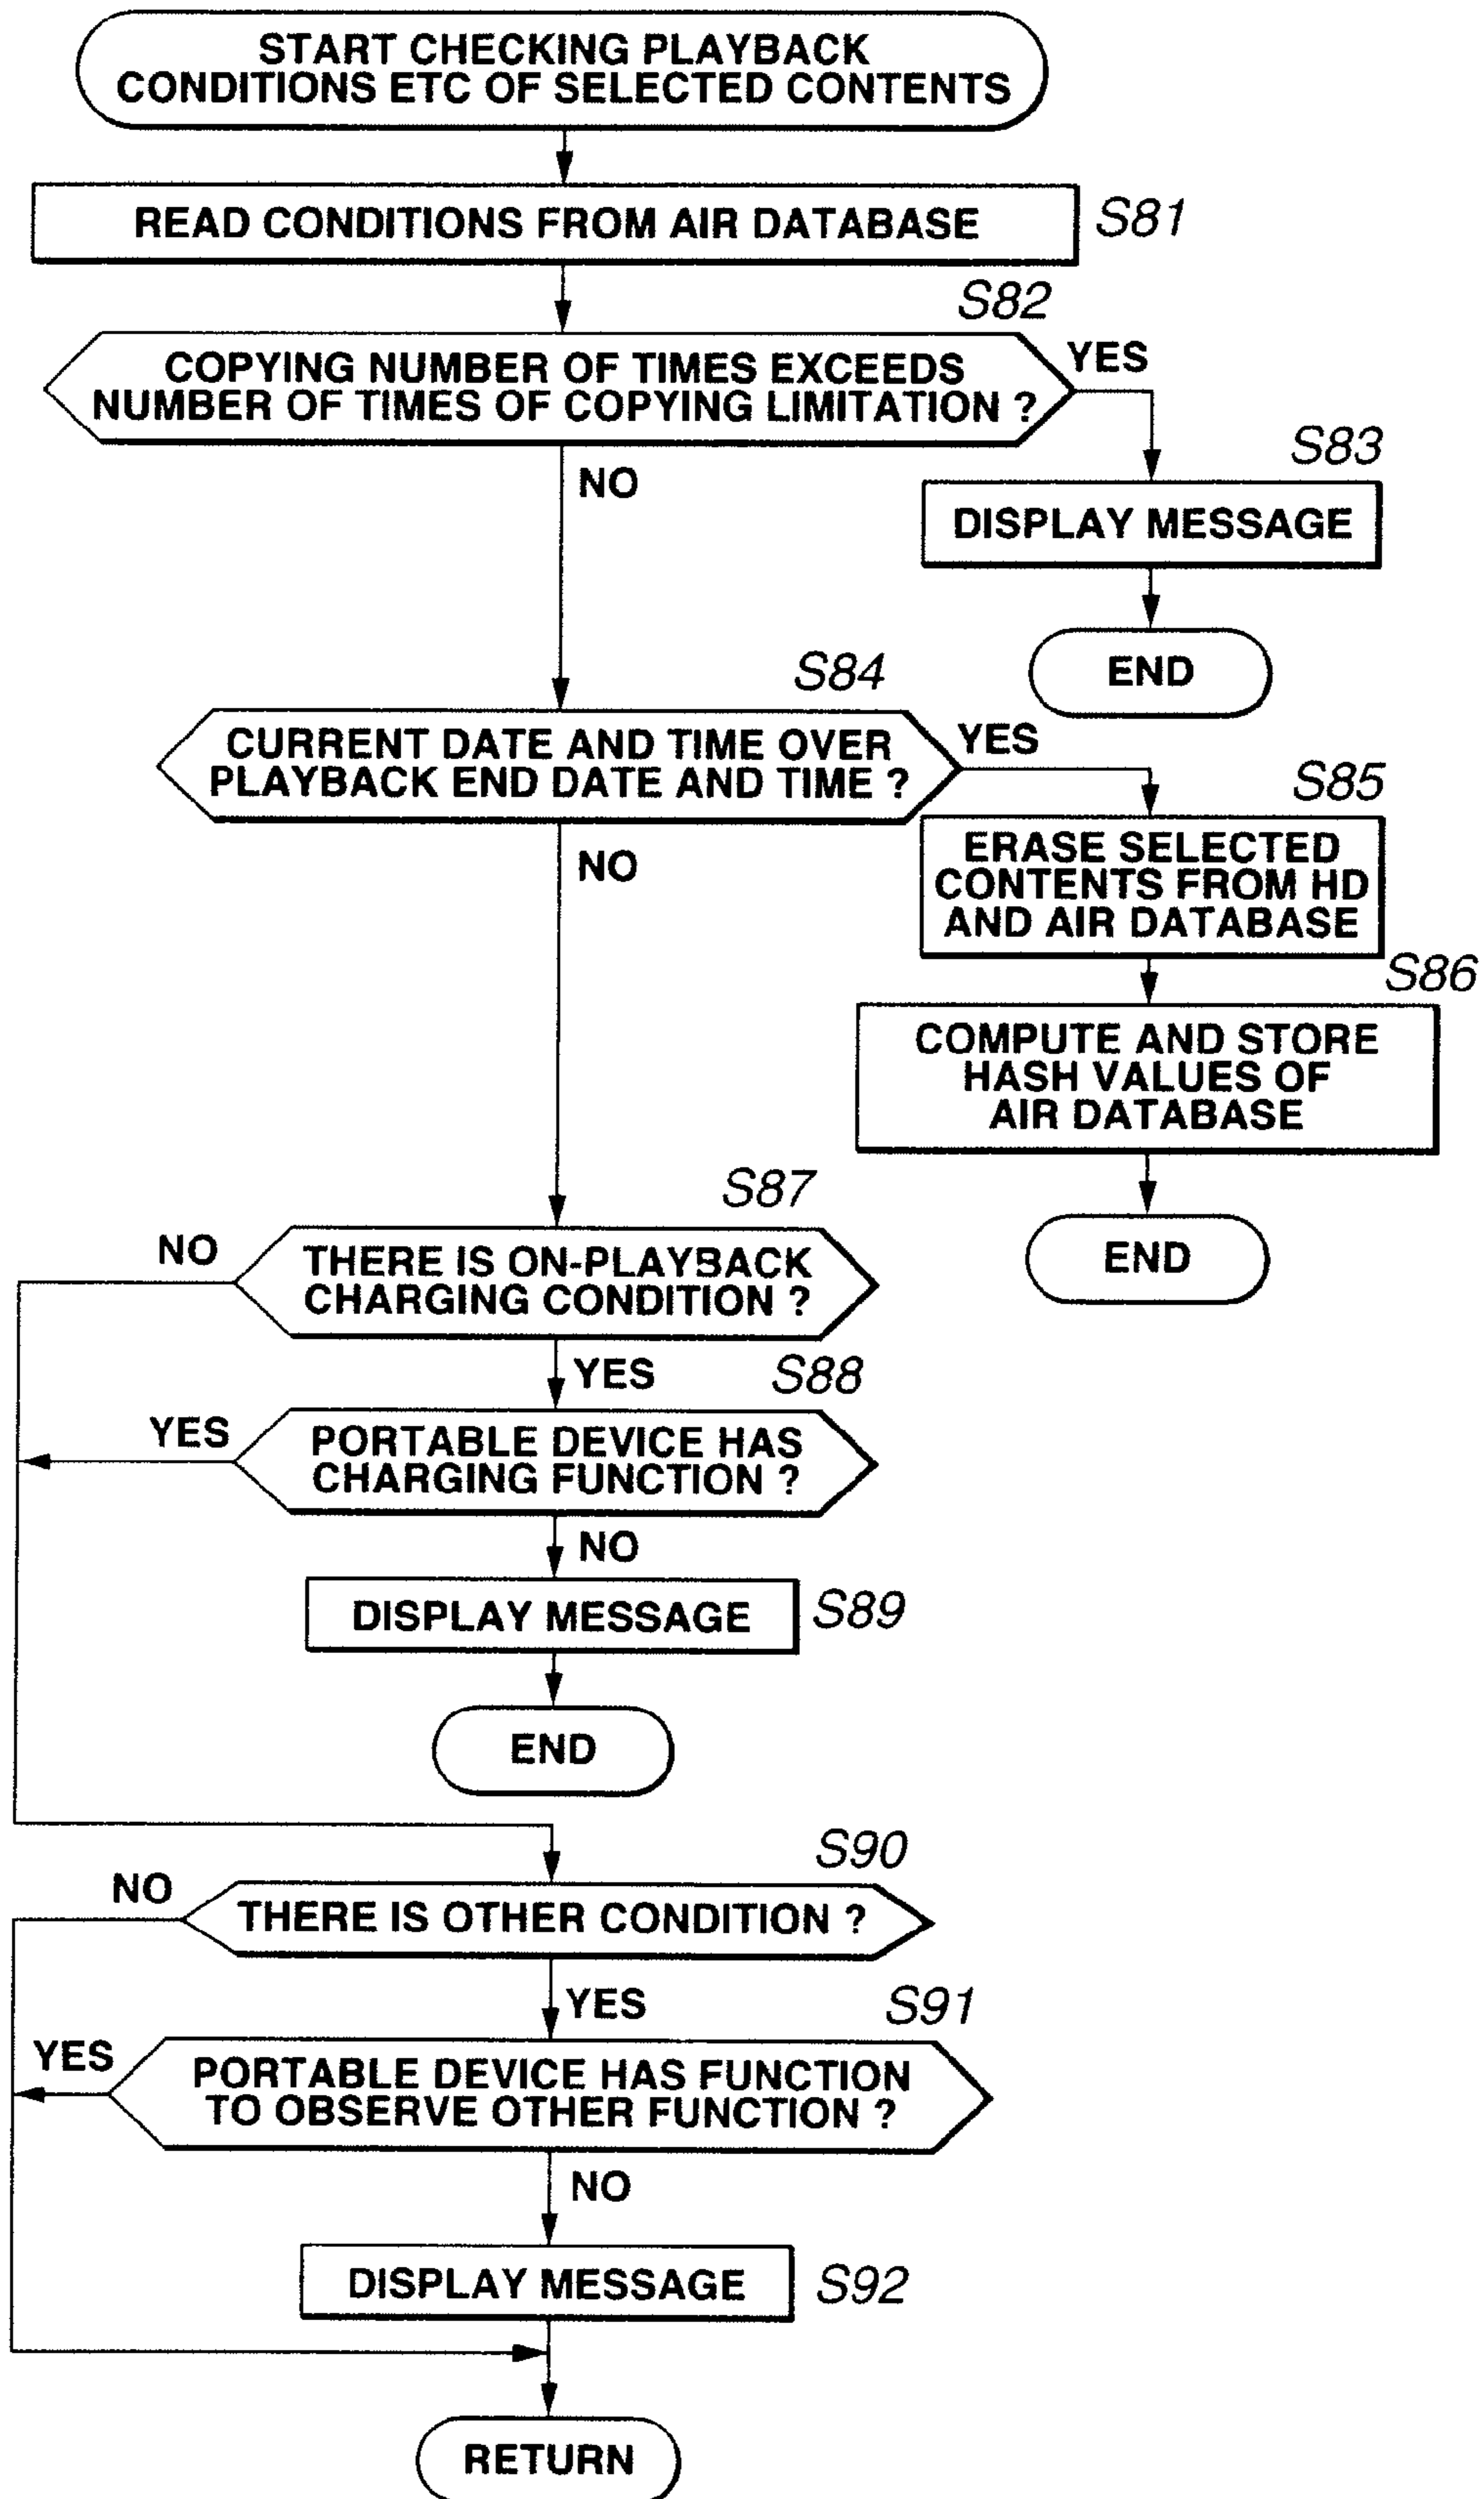 START CHECKING PLAYBACK
CONDITIONS ETC OF SELECTED CONTENTS
READ CONDITIONS FROM AIR DATABASE
S81
S82
COPYING NUMBER OF TIMES EXCEEDS
NUMBER OF TIMES OF COPYING LIMITATION ?
YES
NO
S83
DISPLAY MESSAGE
END
S84
CURRENT DATE AND TIME OVER
PLAYBACK END DATE AND TIME ?
YES
NO
S85
ERASE SELECTED
CONTENTS FROM HD
AND AIR DATABASE
S86
COMPUTE AND STORE
HASH VALUES OF
AIR DATABASE
END
S87
NO
THERE IS ON-PLAYBACK
CHARGING CONDITION ?
YES
S88
YES
PORTABLE DEVICE HAS
CHARGING FUNCTION ?
NO
DISPLAY MESSAGE
S89
END
S90
NO
THERE IS OTHER CONDITION ?
YES
S91
YES
PORTABLE DEVICE HAS FUNCTION
TO OBSERVE OTHER FUNCTION ?
NO
DISPLAY MESSAGE
S92
RETURN